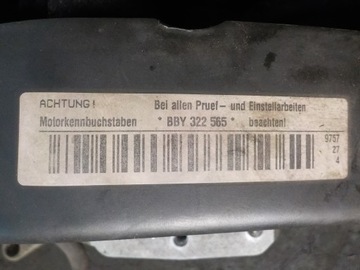 ACHTUNG! Bei allen Pruef - und Einstellarbeiten
Motorkennbuchstaben * BBY 322 565 * beachten!
9757
27
4